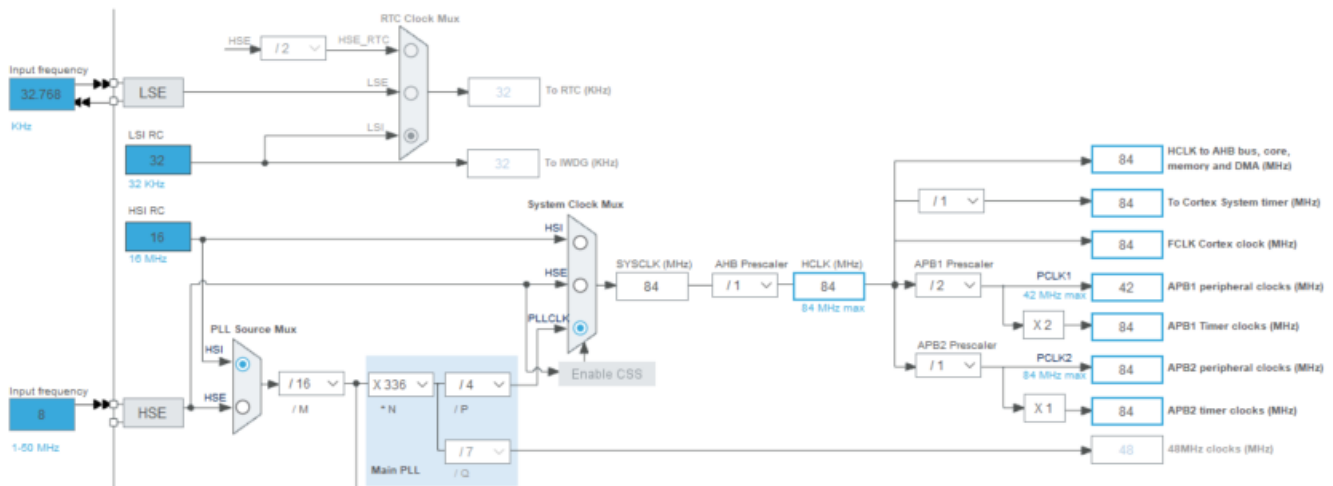 RTC Clock Mux
HSE
/ 2
HSE_RTC
Input frequency
32.768
KHz
LSE
LSE
32
To RTC (KHz)
LSI RC
LSI
32
32 KHz
32
To IWDG (KHz)
HSI RC
16
16 MHz
System Clock Mux
HSI
HSE
PLLCLK
SYSCLK (MHz)
84
AHB Prescaler
/ 1
HCLK (MHz)
84
84 MHz max
84
HCLK to AHB bus, core,
memory and DMA (MHz)
/ 1
84
To Cortex System timer (MHz)
84
FCLK Cortex clock (MHz)
APB1 Prescaler
/ 2
PCLK1
42 MHz max
42
APB1 peripheral clocks (MHz)
X 2
84
APB1 Timer clocks (MHz)
APB2 Prescaler
/ 1
PCLK2
84 MHz max
84
APB2 peripheral clocks (MHz)
X 1
84
APB2 timer clocks (MHz)
PLL Source Mux
HSI
HSE
Input frequency
8
1-50 MHz
HSE
/ 16
/ M
X 336
* N
/ 4
/ P
Enable CSS
/ 7
/ Q
Main PLL
48
48MHz clocks (MHz)